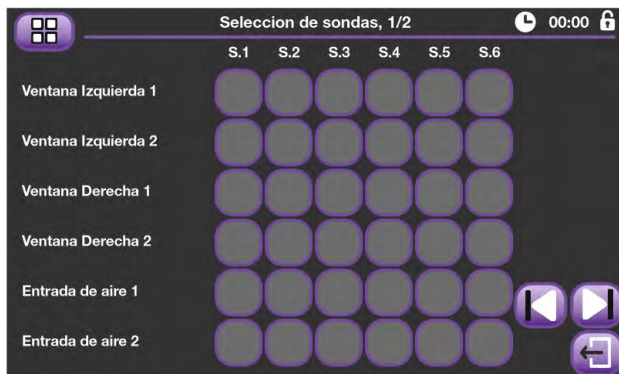 Seleccion de sondas, 1/2
00:00
S.1 S.2 S.3 S.4 S.5 S.6
Ventana Izquierda 1
Ventana Izquierda 2
Ventana Derecha 1
Ventana Derecha 2
Entrada de aire 1
Entrada de aire 2